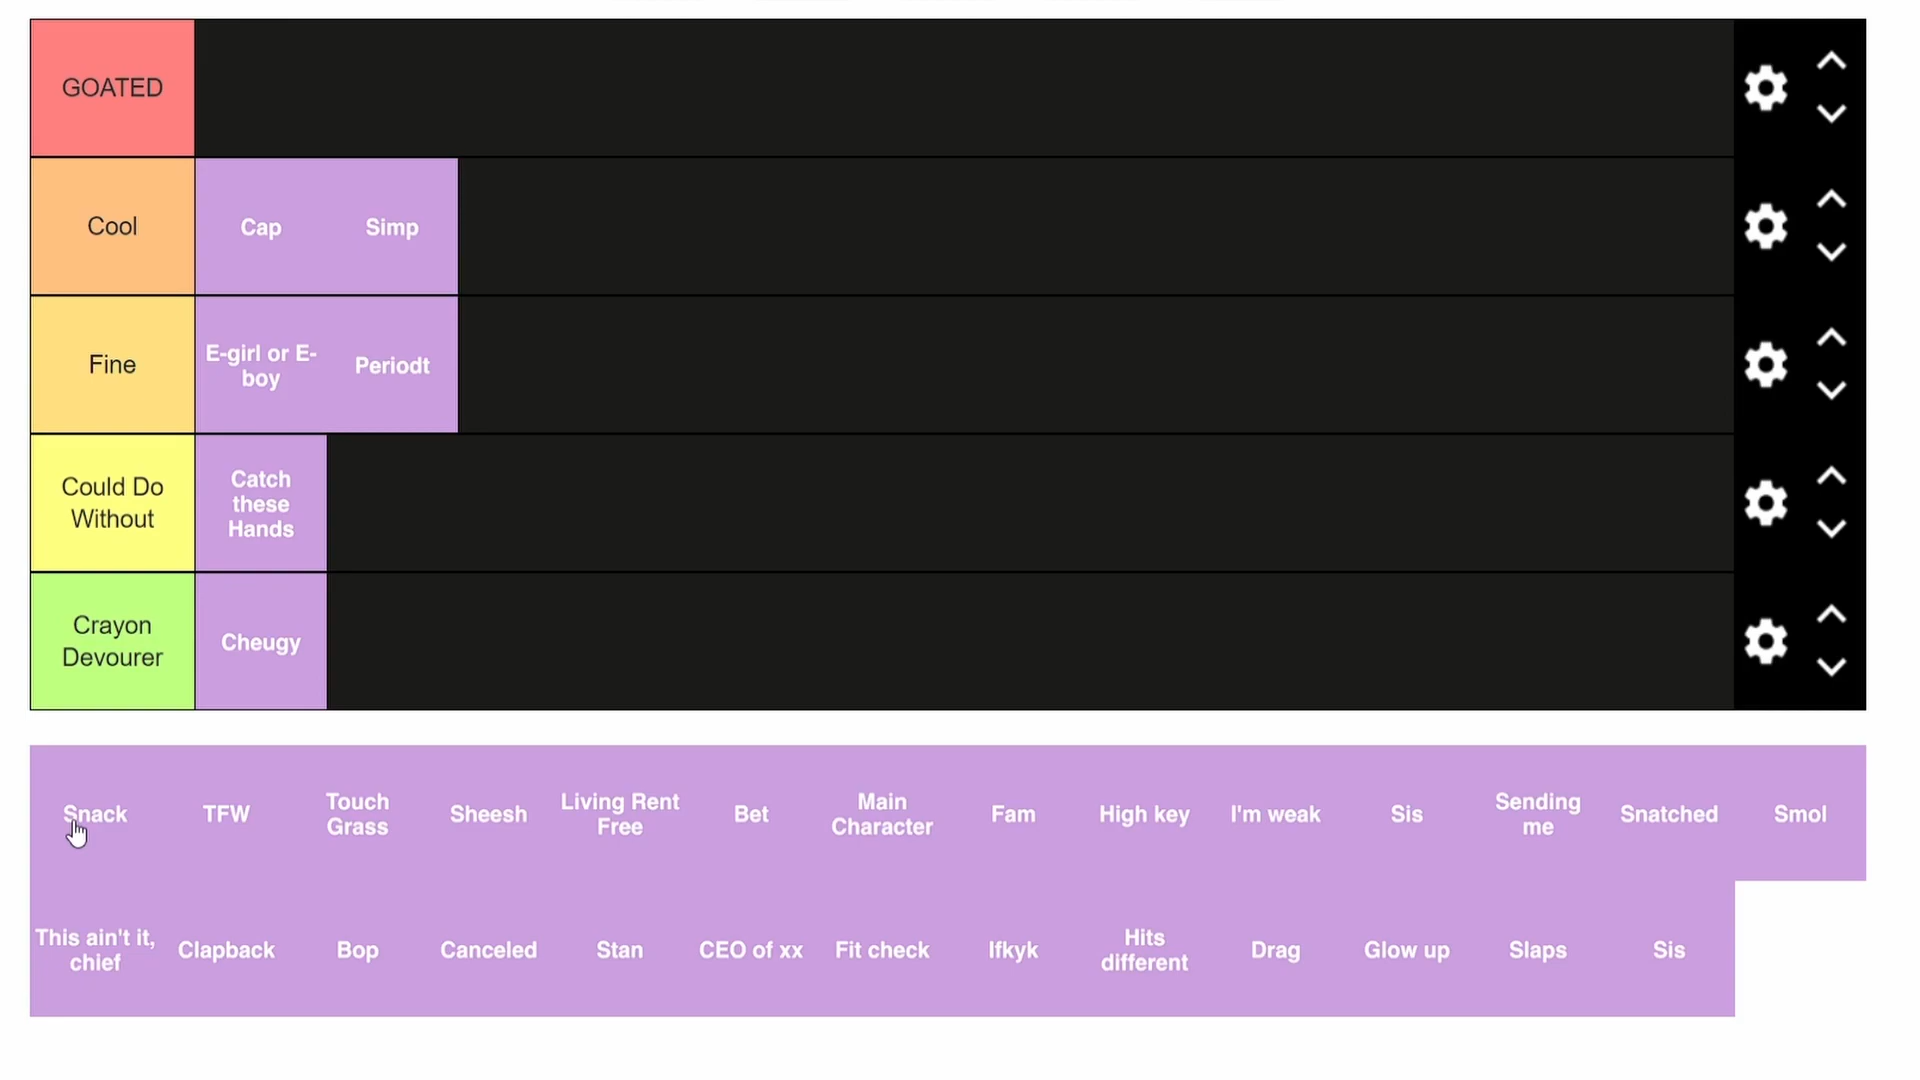 GOATED
Cool
Cap
Simp
Fine
E-girl or E-
boy
Periodt
Could Do
Without
Catch
these
Hands
Crayon
Devourer
Cheugy
Snack
TFW
Touch
Grass
Sheesh
Living Rent
Free
Bet
Main
Character
Fam
High key
I'm weak
Sis
Sending
me
Snatched
Smol
This ain't it,
chief
Clapback
Bop
Canceled
Stan
CEO of xx
Fit check
Ifkyk
Hits
different
Drag
Glow up
Slaps
Sis